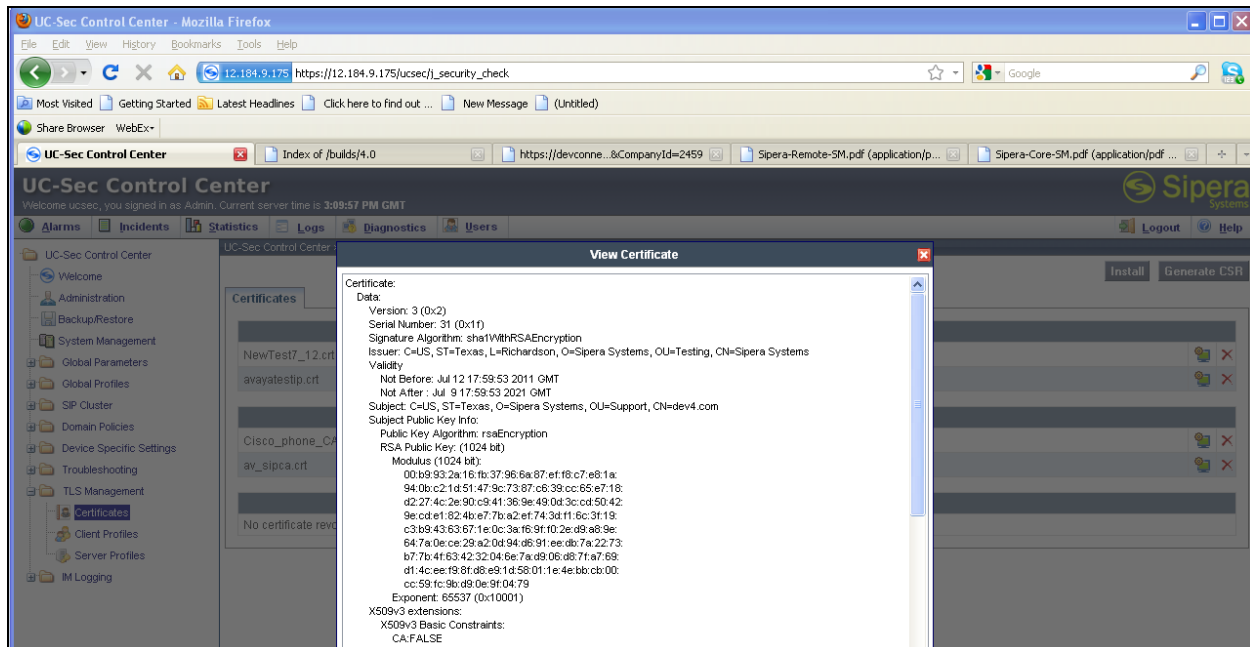 UC-Sec Control Center - Mozilla Firefox
File Edit View History Bookmarks Tools Help
12.184.9.175 https://12.184.9.175/ucsec/j_security_check
Google
Most Visited Getting Started Latest Headlines Click here to find out ... New Message (Untitled)
Share Browser WebEx
UC-Sec Control Center Index of /builds/4.0 https://devconne...&CompanyId=2459 Sipera-Remote-SM.pdf (application/p... Sipera-Core-SM.pdf (application/pdf ...
UC-Sec Control Center
Sipera
Systems
Welcome ucsec, you signed in as Admin. Current server time is 3:09:57 PM GMT
Alarms Incidents Statistics Logs Diagnostics Users Logout Help
UC-Sec Control Center
Welcome
Administration
Backup/Restore
System Management
Global Parameters
Global Profiles
SIP Cluster
Domain Policies
Device Specific Settings
Troubleshooting
TLS Management
Certificates
Client Profiles
Server Profiles
IM Logging
UC-Sec Control Center
Install Generate CSR
Certificates
NewTest7_12.crt
avayatestip.crt
Cisco_phone_CA
av_sipca.crt
No certificate revo
View Certificate
Certificate:
Data:
Version: 3 (0x2)
Serial Number: 31 (0x1f)
Signature Algorithm: sha1WithRSAEncryption
Issuer: C=US, ST=Texas, L=Richardson, O=Sipera Systems, OU=Testing, CN=Sipera Systems
Validity
Not Before: Jul 12 17:59:53 2011 GMT
Not After : Jul 9 17:59:53 2021 GMT
Subject: C=US, ST=Texas, O=Sipera Systems, OU=Support, CN=dev4.com
Subject Public Key Info:
Public Key Algorithm: rsaEncryption
RSA Public Key: (1024 bit)
Modulus (1024 bit):
00:b9:93:2a:16:fb:37:96:6a:87:ef:f8:c7:e8:1a:
94:0b:c2:1d:51:47:9c:73:87:c6:39:cc:65:e7:18:
d2:27:4c:2e:90:c9:41:36:9e:49:0d:3c:cd:50:42:
9e:cd:e1:82:4b:e7:7b:a2:ef:74:3d:f1:6c:3f:19:
c3:b9:43:63:67:1e:0c:3a:f6:9f:f0:2e:d9:a8:9e:
64:7a:0e:ce:29:a2:0d:94:d6:91:ee:db:7a:22:73:
b7:7b:4f:63:42:32:04:6e:7a:d9:06:d8:7f:a7:69:
d1:4c:ee:f9:8f:d8:e9:1d:58:01:1e:4e:bb:cb:00:
cc:59:fc:9b:d9:0e:9f:04:79
Exponent: 65537 (0x10001)
X509v3 extensions:
X509v3 Basic Constraints:
CA:FALSE